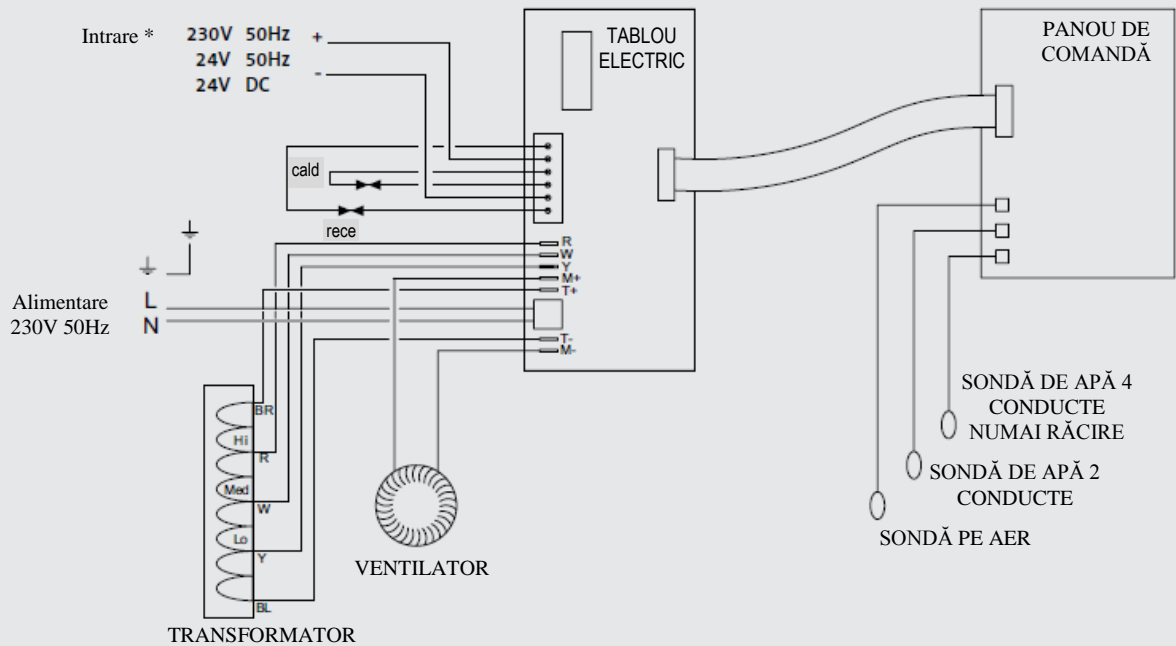 Intrare * 230V 50Hz +
24V 50Hz
24V DC -
TABLOU
ELECTRIC
PANOU DE
COMANDĂ
cald
rece
R
W
Y
M+
T+
Alimentare
230V 50Hz
L
N
T-
M-
BR
Hi
R
Med
W
Lo
Y
BL
TRANSFORMATOR
VENTILATOR
SONDĂ DE APĂ 4
CONDUCTE
NUMAI RĂCIRE
SONDĂ DE APĂ 2
CONDUCTE
SONDĂ PE AER